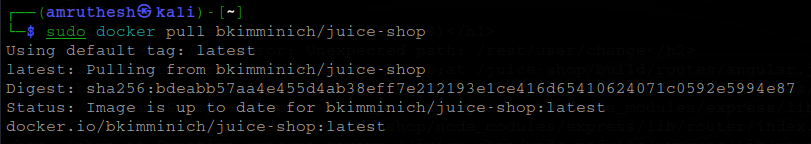 ┌──(amruthesh㉿kali)-[~]
└─$ sudo docker pull bkimminich/juice-shop
Using default tag: latest
latest: Pulling from bkimminich/juice-shop
Digest: sha256:bdeabb57aa4e455d4ab38eff7e212193e1ce416d65410624071c0592e5994e87
Status: Image is up to date for bkimminich/juice-shop:latest
docker.io/bkimminich/juice-shop:latest